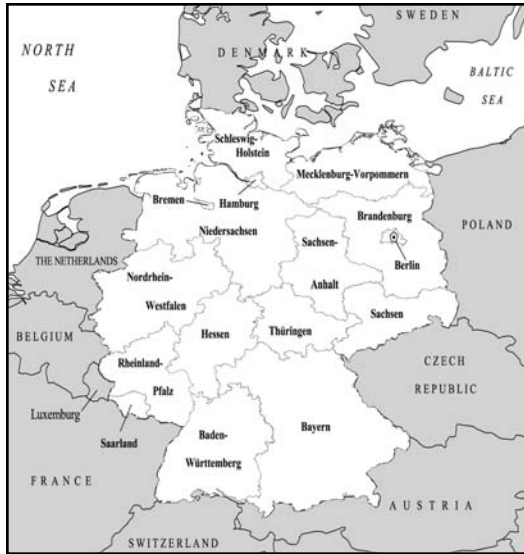 SWEDEN
NORTH
SEA
DENMARK
BALTIC
SEA
Schleswig-
Holstein
Mecklenburg-Vorpommern
Bremen
Hamburg
Niedersachsen
Brandenburg
Berlin
POLAND
Sachsen-
Anhalt
THE NETHERLANDS
Nordrhein-
Westfalen
Hessen
Thüringen
Sachsen
BELGIUM
Rheinland-
Pfalz
CZECH
REPUBLIC
Luxemburg
Saarland
Baden-
Württemberg
Bayern
FRANCE
AUSTRIA
SWITZERLAND